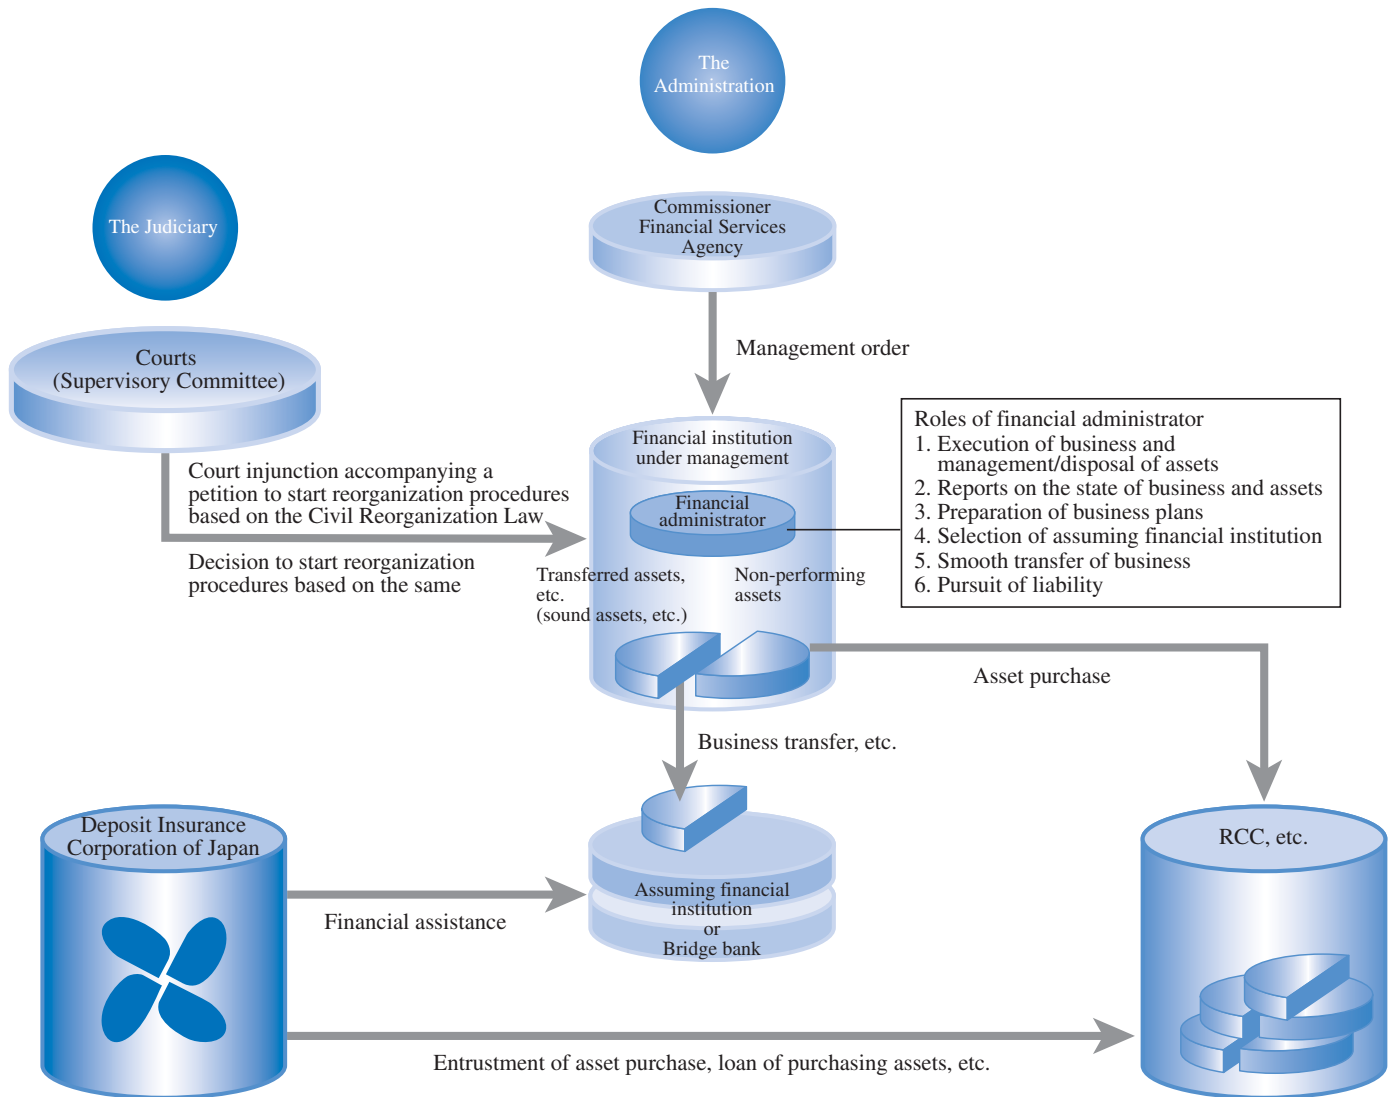 The
Administration
The Judiciary
Commissioner
Financial Services
Agency
Courts
(Supervisory Committee)
Management order
Financial institution
under management
Financial
administrator
Roles of financial administrator
1. Execution of business and
management/disposal of assets
2. Reports on the state of business and assets
3. Preparation of business plans
4. Selection of assuming financial institution
5. Smooth transfer of business
6. Pursuit of liability
Court injunction accompanying a
petition to start reorganization procedures
based on the Civil Reorganization Law
Decision to start reorganization
procedures based on the same
Transferred assets,
etc.
(sound assets, etc.)
Non-performing
assets
Asset purchase
Business transfer, etc.
Deposit Insurance
Corporation of Japan
RCC, etc.
Financial assistance
Assuming financial
institution
or
Bridge bank
Entrustment of asset purchase, loan of purchasing assets, etc.